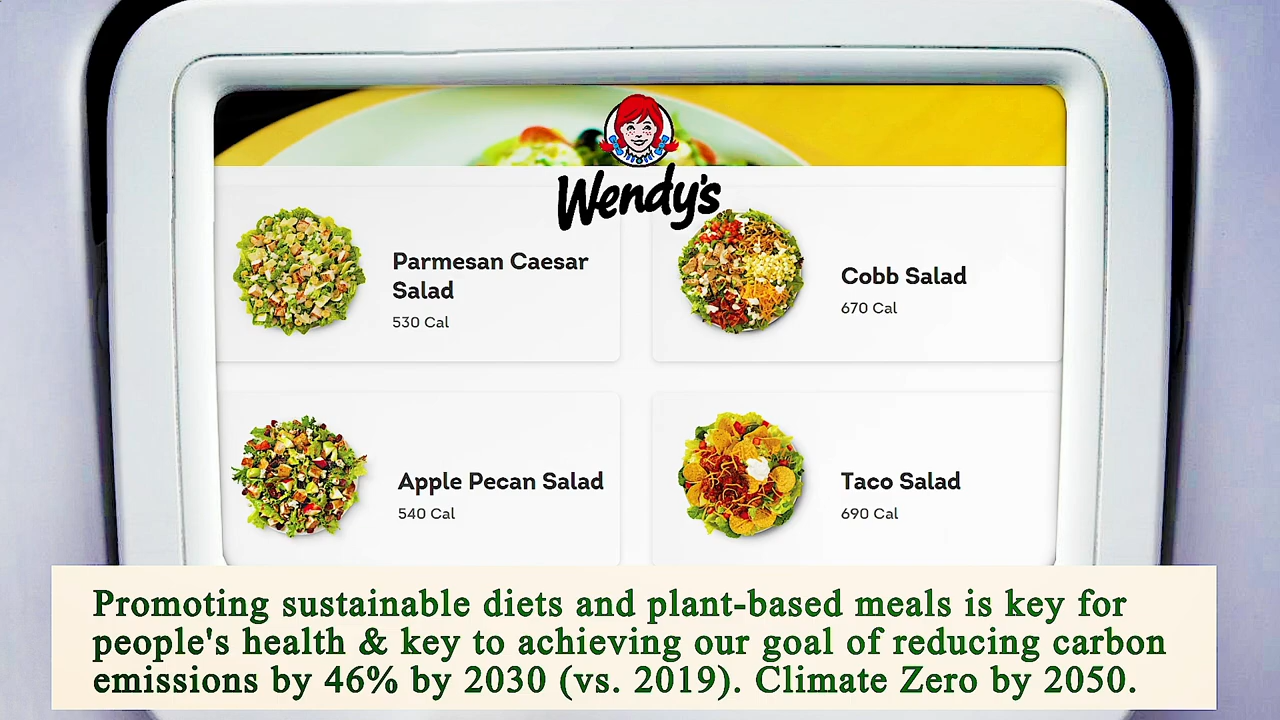 Wendy's
Parmesan Caesar
Salad
530 Cal
Cobb Salad
670 Cal
Apple Pecan Salad
540 Cal
Taco Salad
690 Cal
Promoting sustainable diets and plant-based meals is key for
people's health & key to achieving our goal of reducing carbon
emissions by 46% by 2030 (vs. 2019). Climate Zero by 2050.